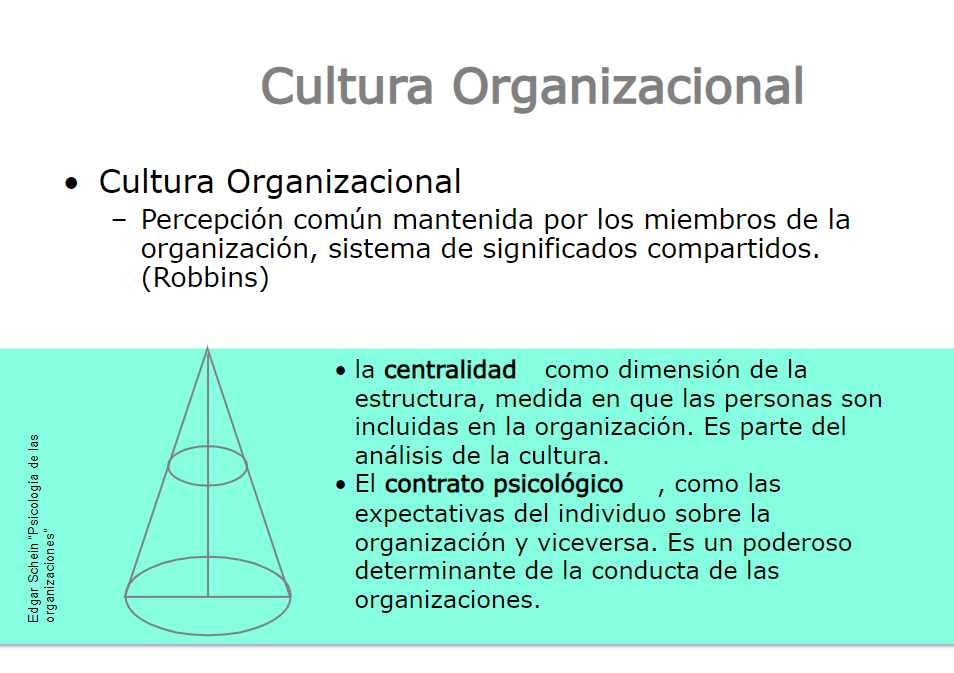 Cultura Organizacional
• Cultura Organizacional
– Percepción común mantenida por los miembros de la
organización, sistema de significados compartidos.
(Robbins)
• la centralidad como dimensión de la
estructura, medida en que las personas son
incluidas en la organización. Es parte del
análisis de la cultura.
• El contrato psicológico , como las
expectativas del individuo sobre la
organización y viceversa. Es un poderoso
determinante de la conducta de las
organizaciones.
Edgar Schein "Psicología de las
organizaciones"